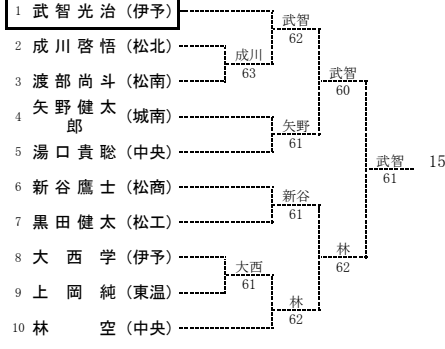 1 武智光治（伊予）
2 成川啓悟（松北）
3 渡部尚斗（松南）
4 矢野健太郎（城南）
5 湯口貴聡（中央）
6 新谷鷹士（松商）
7 黒田健太（松工）
8 大西学（伊予）
9 上岡純（東温）
10 林空（中央）
成川
63
武智
62
矢野
61
武智
60
新谷
61
大西
61
林
62
林
62
武智
61
15